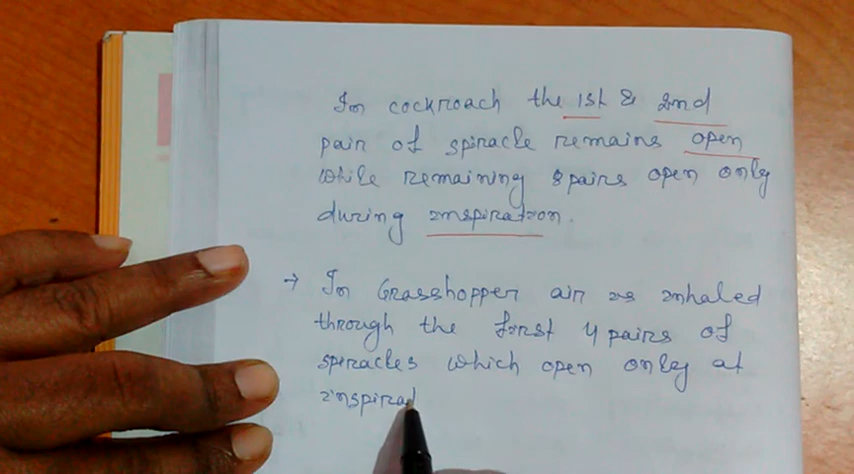 In cockroach the 1st & 2nd
pair of spiracle remains open
while remaining 8 pairs open only
during inspiration.
→ In Grasshopper air is inhaled
through the first 4 pairs of
spiracles which open only at
inspirat